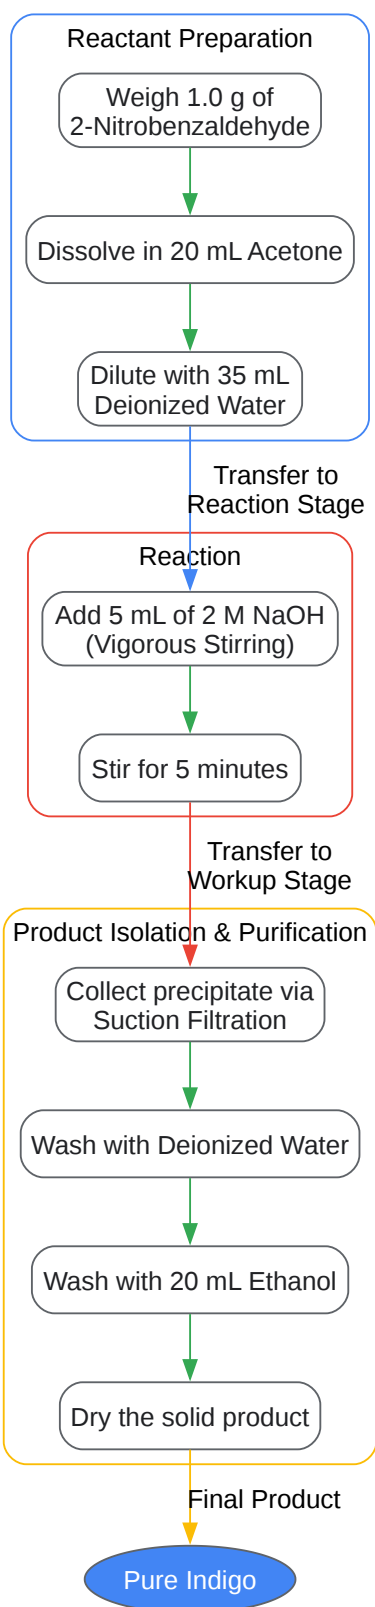 Reactant Preparation
Weigh 1.0 g of
2-Nitrobenzaldehyde
Dissolve in 20 mL Acetone
Dilute with 35 mL
Deionized Water
Transfer to
Reaction Stage
Reaction
Add 5 mL of 2 M NaOH
(Vigorous Stirring)
Stir for 5 minutes
Transfer to
Workup Stage
Product Isolation & Purification
Collect precipitate via
Suction Filtration
Wash with Deionized Water
Wash with 20 mL Ethanol
Dry the solid product
Final Product
Pure Indigo